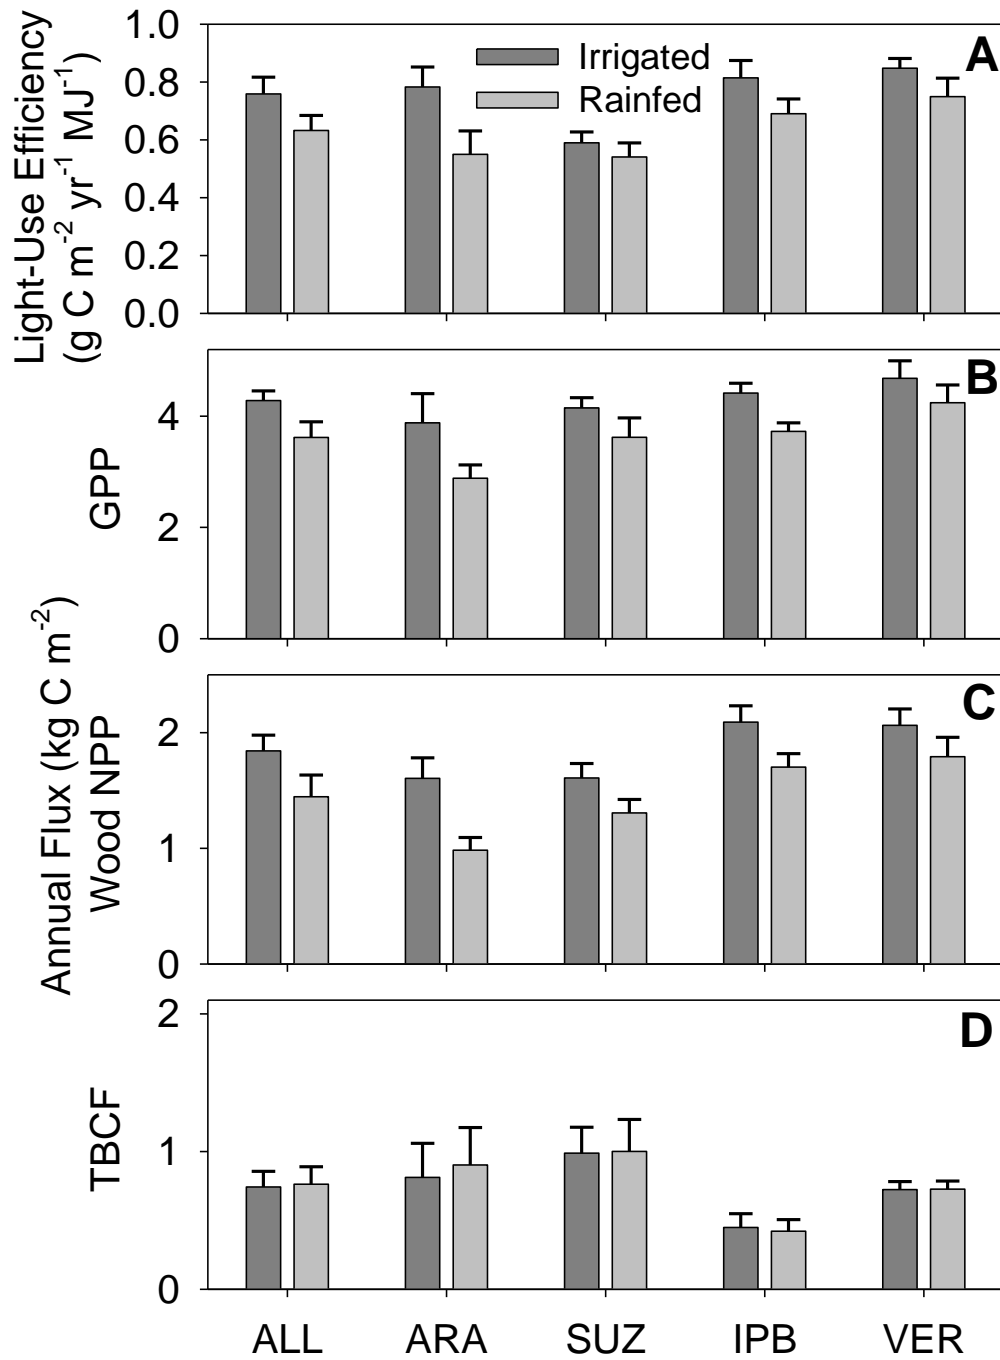 Light-Use Efficiency
(g C m⁻² yr⁻¹ MJ⁻¹)
1.0
0.8
0.6
0.4
0.2
0.0
Irrigated
Rainfed
A
GPP
4
2
0
B
Annual Flux (kg C m⁻²)
Wood NPP
2
1
0
C
TBCF
2
1
0
D
ALL ARA SUZ IPB VER